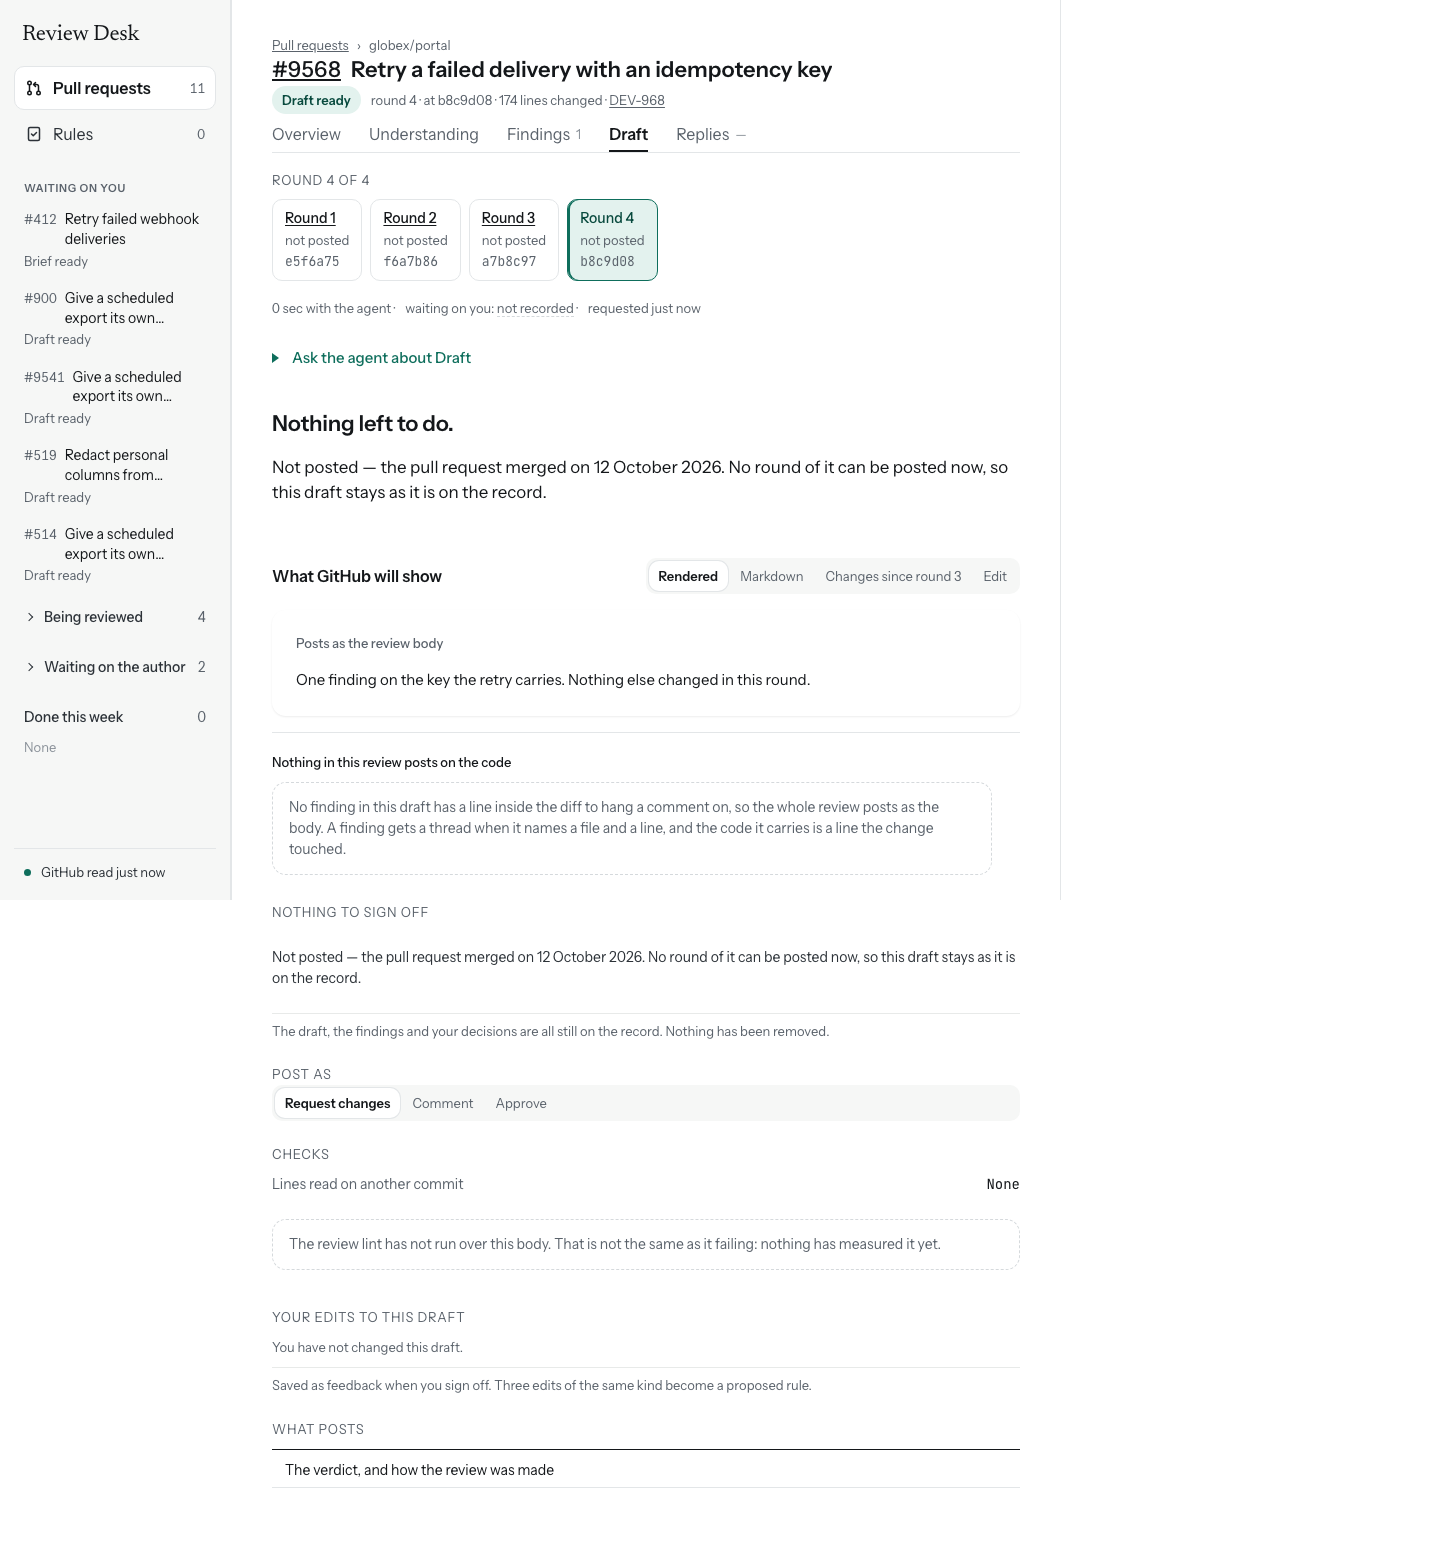 Review Desk
Pull requests 11
Rules 0
WAITING ON YOU
#412 Retry failed webhook
deliveries
Brief ready
#900 Give a scheduled
export its own…
Draft ready
#9541 Give a scheduled
export its own…
Draft ready
#519 Redact personal
columns from…
Draft ready
#514 Give a scheduled
export its own…
Draft ready
Being reviewed 4
Waiting on the author 2
Done this week 0
None
GitHub read just now
Pull requests › globex/portal
#9568 Retry a failed delivery with an idempotency key
Draft ready round 4 · at b8c9d08 · 174 lines changed · DEV-968
Overview Understanding Findings 1 Draft Replies —
ROUND 4 OF 4
Round 1 Round 2 Round 3 Round 4
not posted not posted not posted not posted
e5f6a75 f6a7b86 a7b8c97 b8c9d08
0 sec with the agent · waiting on you: not recorded · requested just now
Ask the agent about Draft
Nothing left to do.
Not posted — the pull request merged on 12 October 2026. No round of it can be posted now, so
this draft stays as it is on the record.
What GitHub will show Rendered Markdown Changes since round 3 Edit
Posts as the review body
One finding on the key the retry carries. Nothing else changed in this round.
Nothing in this review posts on the code
No finding in this draft has a line inside the diff to hang a comment on, so the whole review posts as the
body. A finding gets a thread when it names a file and a line, and the code it carries is a line the change
touched.
NOTHING TO SIGN OFF
Not posted — the pull request merged on 12 October 2026. No round of it can be posted now, so this draft stays as it is
on the record.
The draft, the findings and your decisions are all still on the record. Nothing has been removed.
POST AS
Request changes Comment Approve
CHECKS
Lines read on another commit None
The review lint has not run over this body. That is not the same as it failing: nothing has measured it yet.
YOUR EDITS TO THIS DRAFT
You have not changed this draft.
Saved as feedback when you sign off. Three edits of the same kind become a proposed rule.
WHAT POSTS
The verdict, and how the review was made